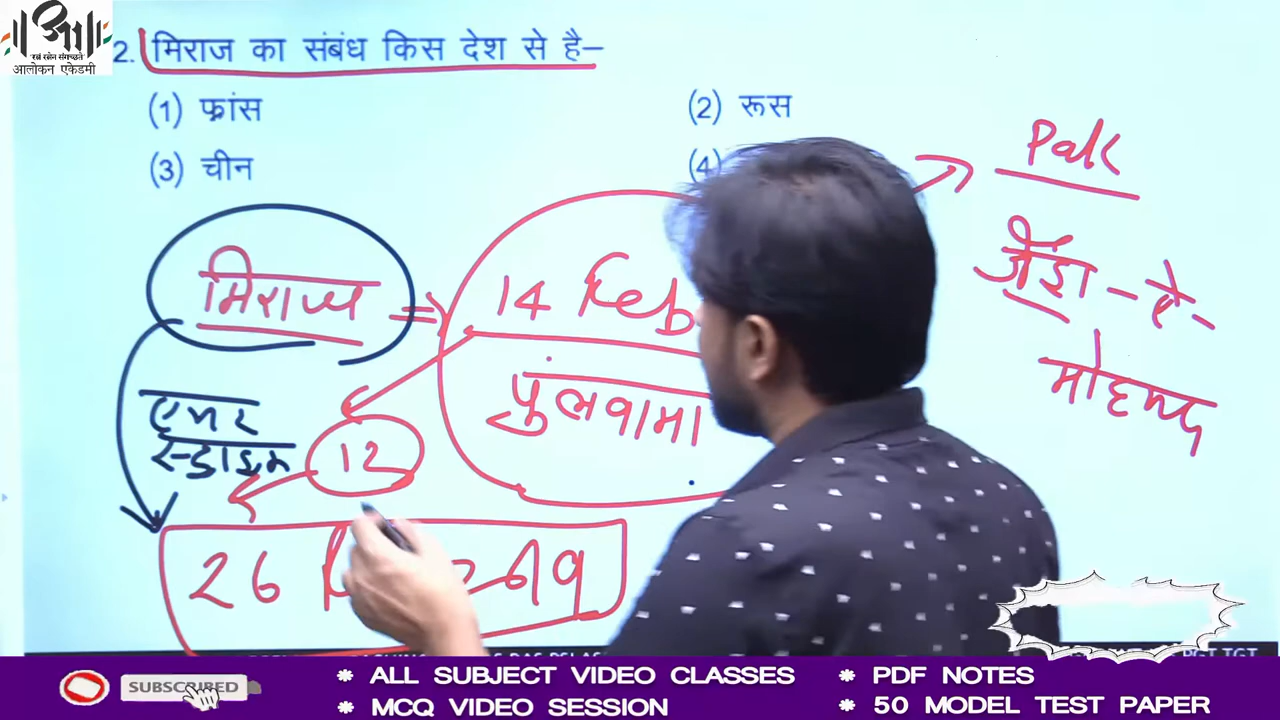 आलोकन एकेडमी
2. मिराज का संबंध किस देश से है–
(1) फ्रांस
(2) रूस
(3) चीन
(4)
Pak
मिराज
14 Feb
जैश - ए -
मोहम्मद
पुलवामा
एयर
स्ट्राइक
12
26
2019
SUBSCRIBED
* ALL SUBJECT VIDEO CLASSES
* PDF NOTES
* MCQ VIDEO SESSION
* 50 MODEL TEST PAPER